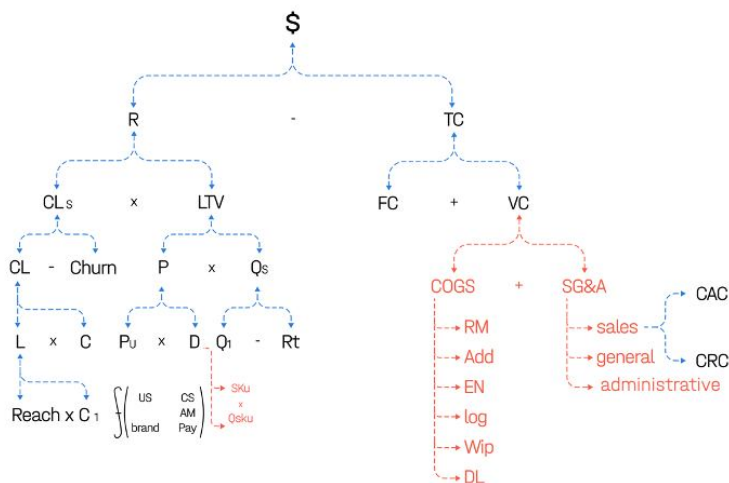 $
R - TC
CLs x LTV FC + VC
CL - Churn P x Qs COGS + SG&A
CAC
L x C Pu x D Q1 - Rt RM sales
Add general CRC
Reach x C1 US CS SKu EN administrative
AM x
brand Pay Qsku log
Wip
DL